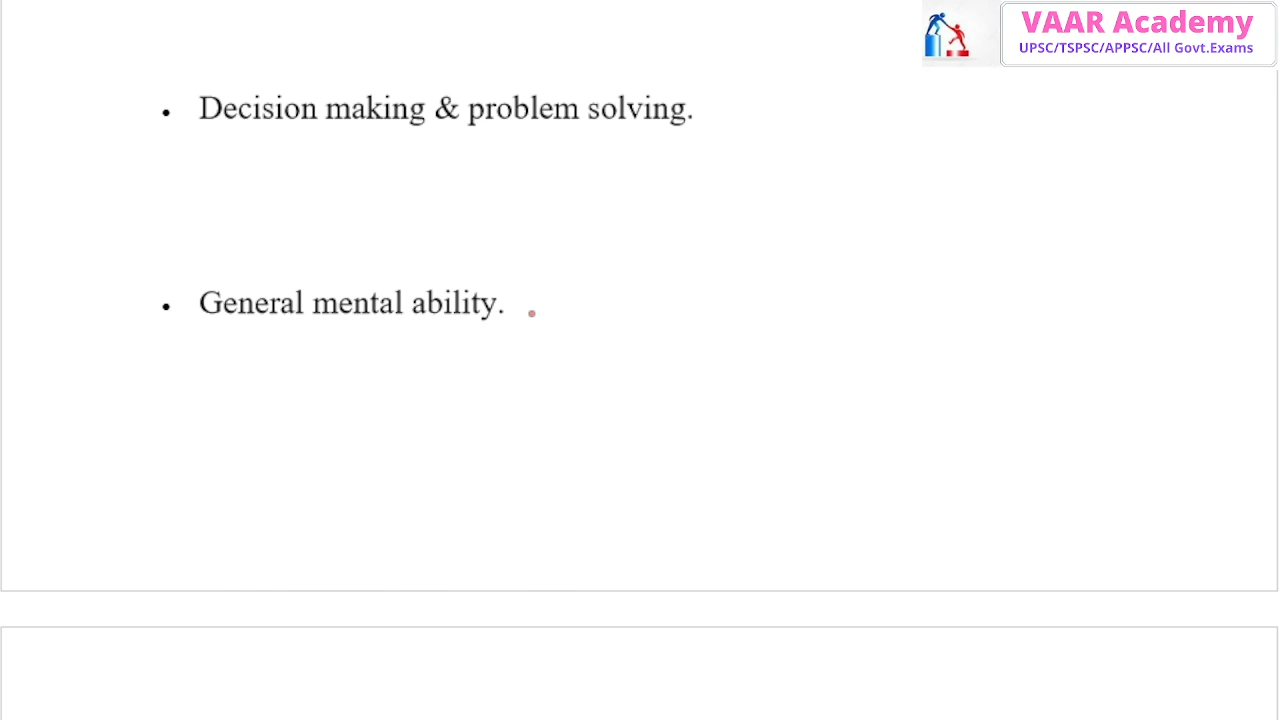 VAAR Academy
UPSC/TSPSC/APPSC/All Govt.Exams
• Decision making & problem solving.
• General mental ability.